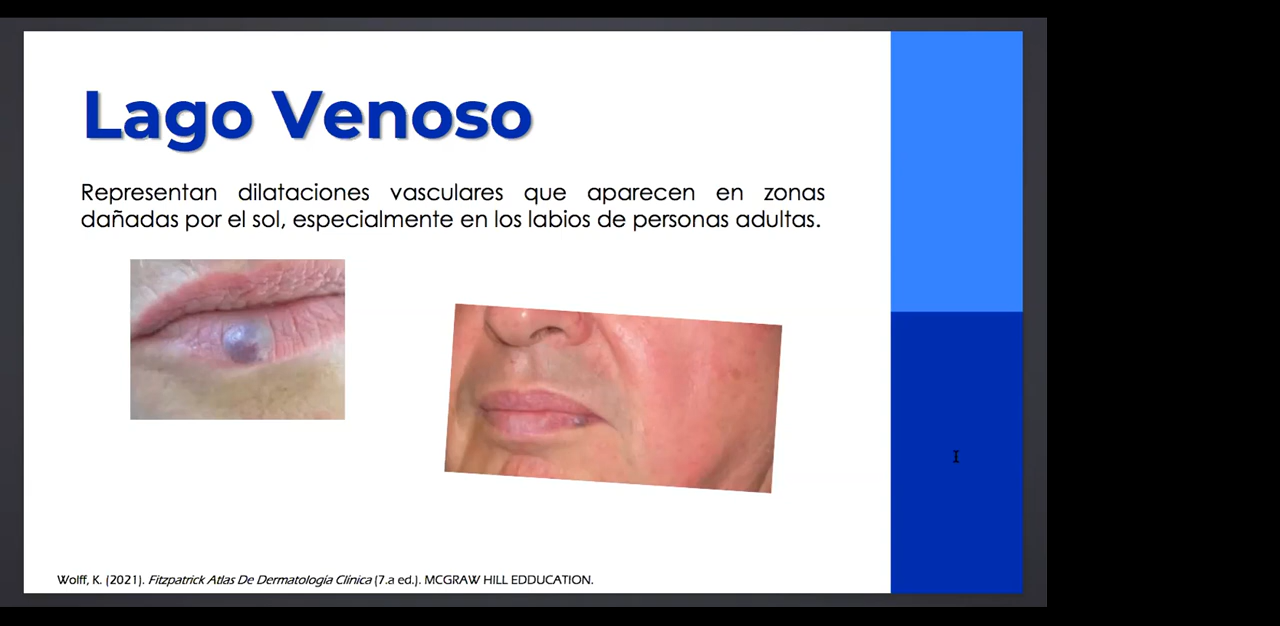 Lago Venoso
Representan dilataciones vasculares que aparecen en zonas
dañadas por el sol, especialmente en los labios de personas adultas.
Wolff, K. (2021). Fitzpatrick Atlas De Dermatología Clínica (7.a ed.). MCGRAW HILL EDDUCATION.